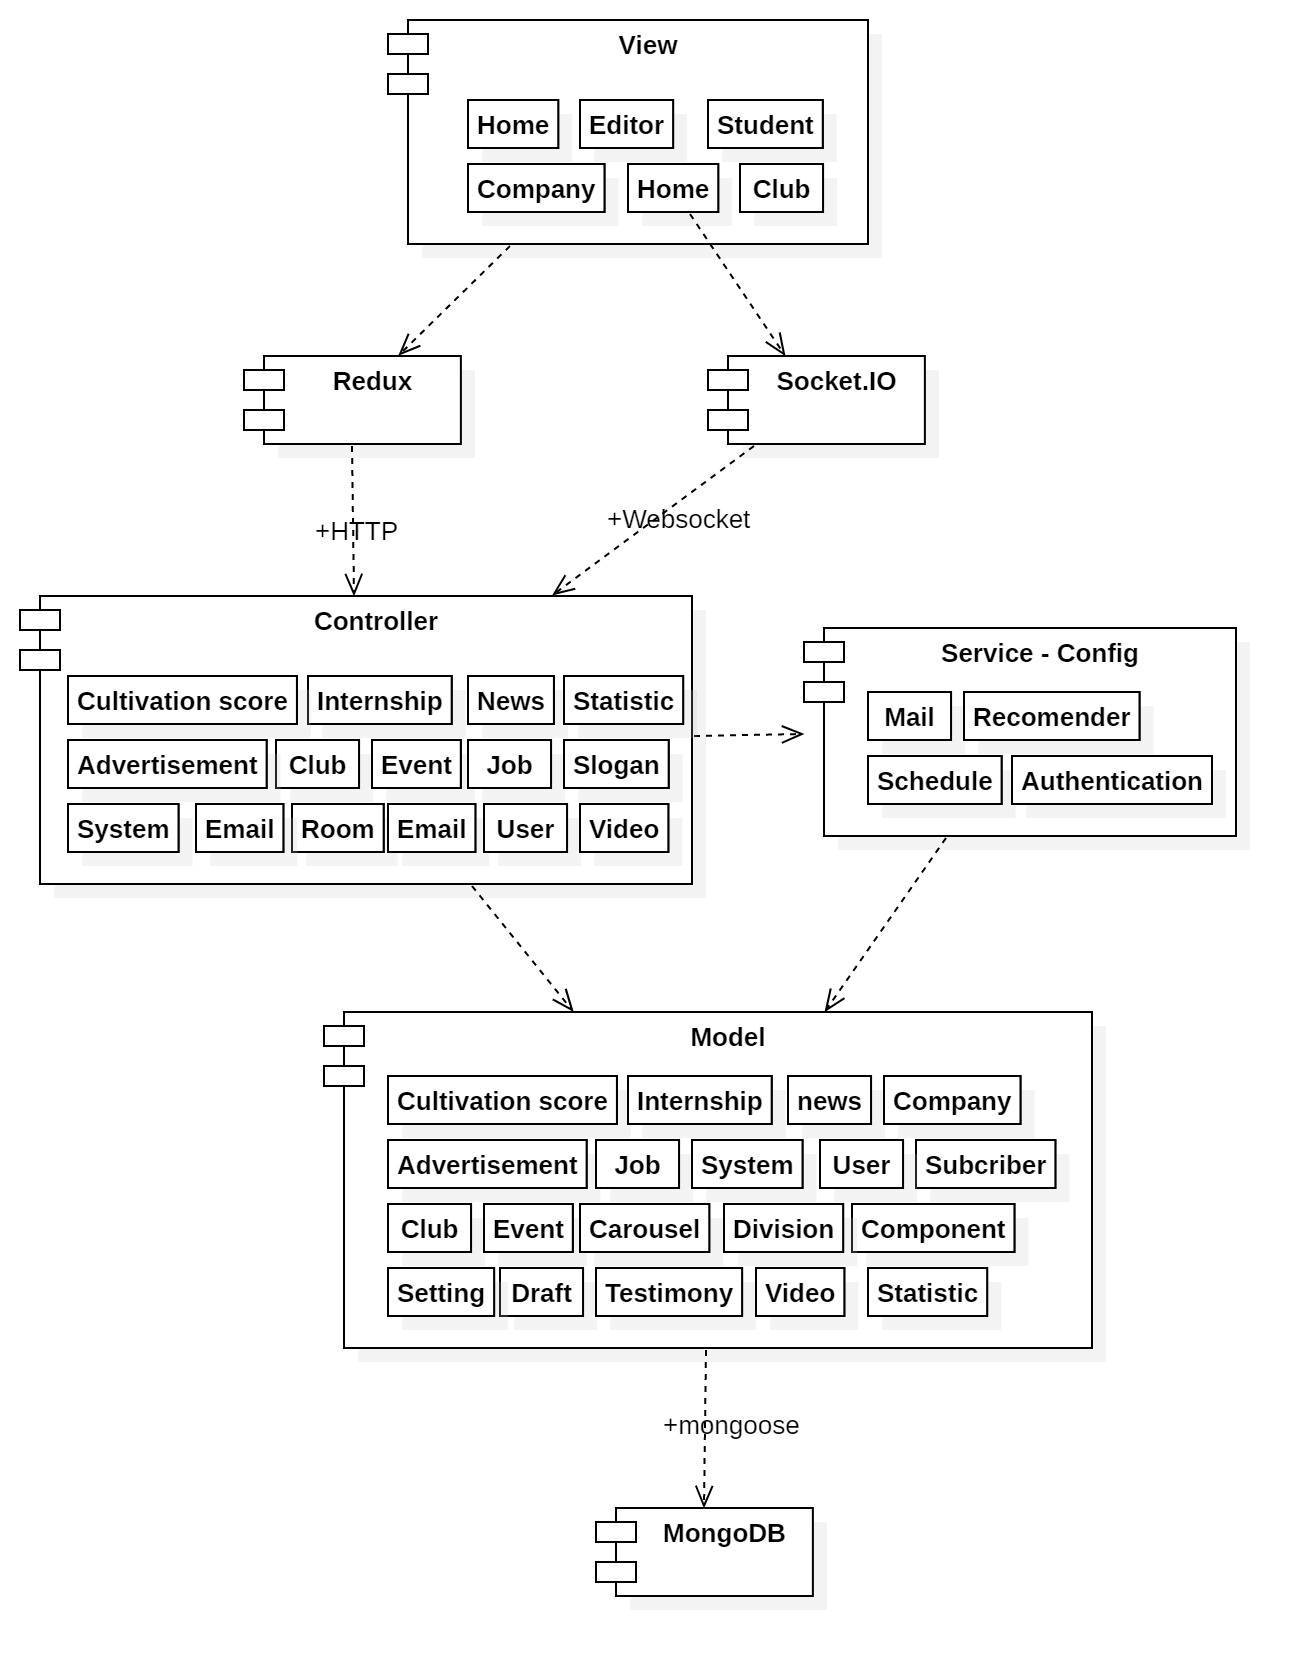 View
Home Editor Student
Company Home Club
Redux
Socket.IO
+HTTP
+Websocket
Controller
Cultivation score Internship News Statistic
Advertisement Club Event Job Slogan
System Email Room Email User Video
Service - Config
Mail Recomender
Schedule Authentication
Model
Cultivation score Internship news Company
Advertisement Job System User Subcriber
Club Event Carousel Division Component
Setting Draft Testimony Video Statistic
+mongoose
MongoDB